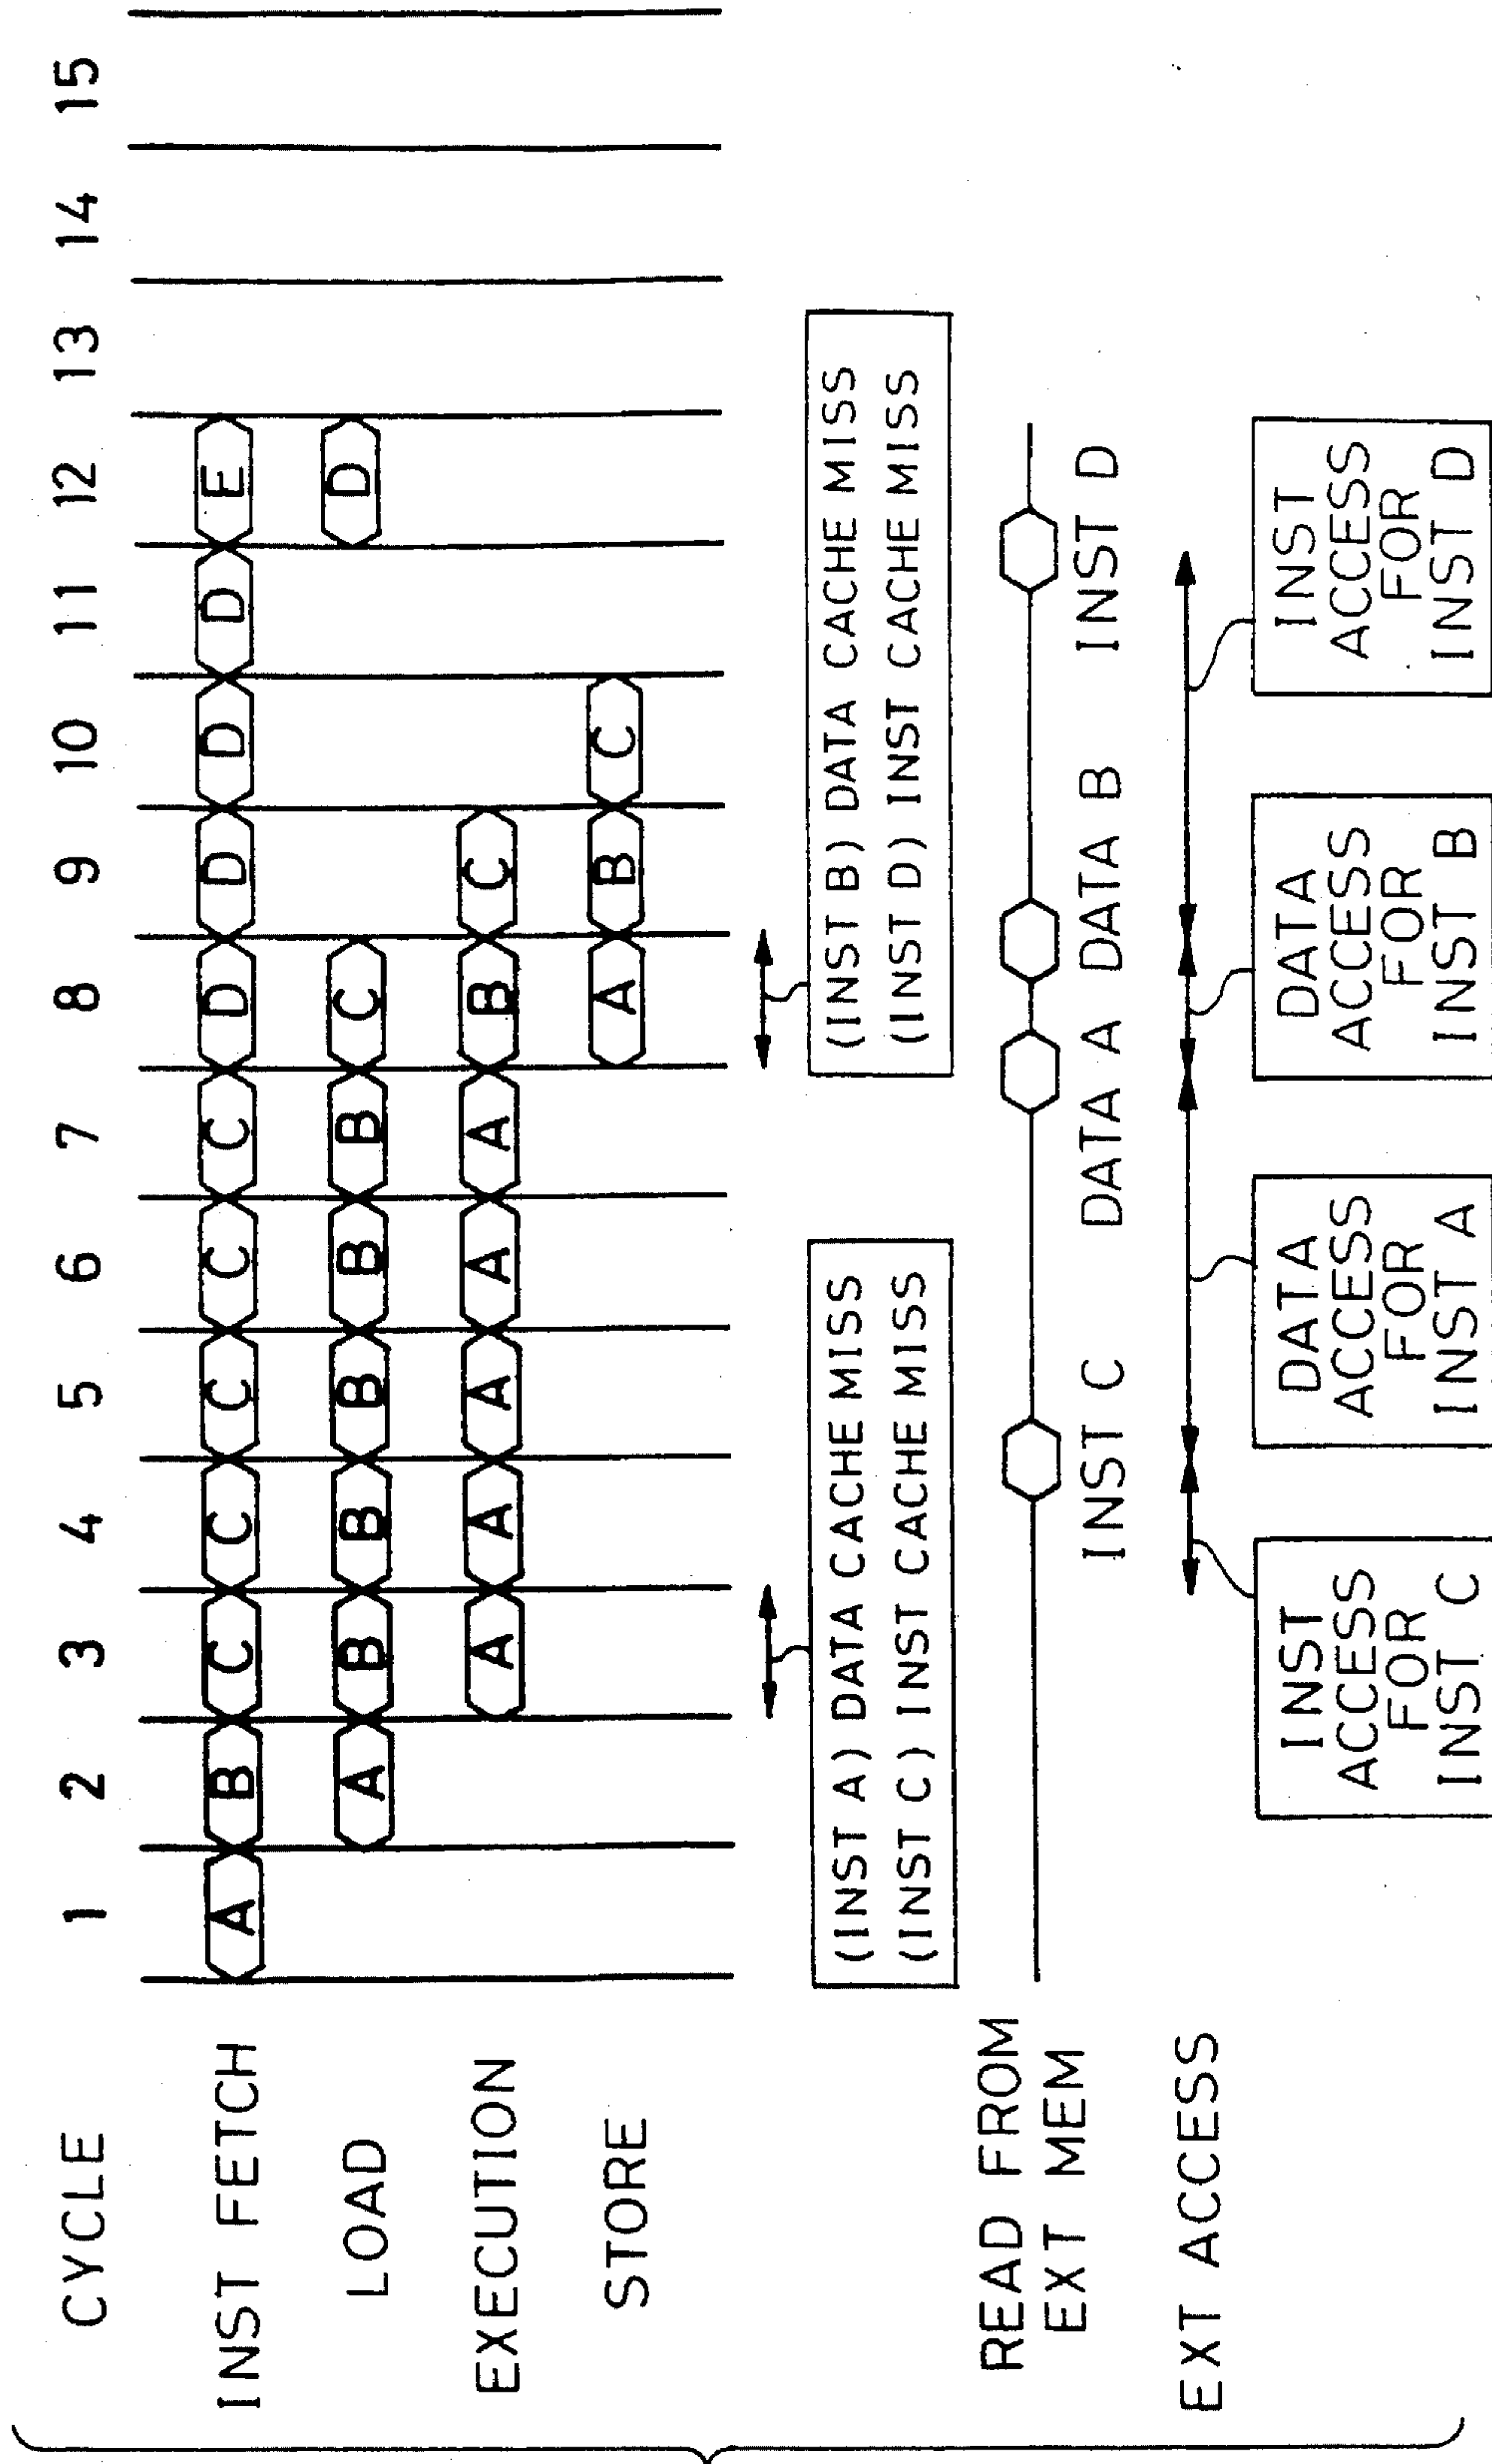 CYCLE 1 2 3 4 5 6 7 8 9 10 11 12 13 14 15
INST FETCH A B C C C C C D D D D E
LOAD A B B B B B C D
EXECUTION A A A A A B C
STORE A B C
(INST A) DATA CACHE MISS
(INST C) INST CACHE MISS
(INST B) DATA CACHE MISS
(INST D) INST CACHE MISS
READ FROM
EXT MEM
INST C DATA A DATA B INST D
EXT ACCESS
INST
ACCESS
FOR
INST C
DATA
ACCESS
FOR
INST A
DATA
ACCESS
FOR
INST B
INST
ACCESS
FOR
INST D